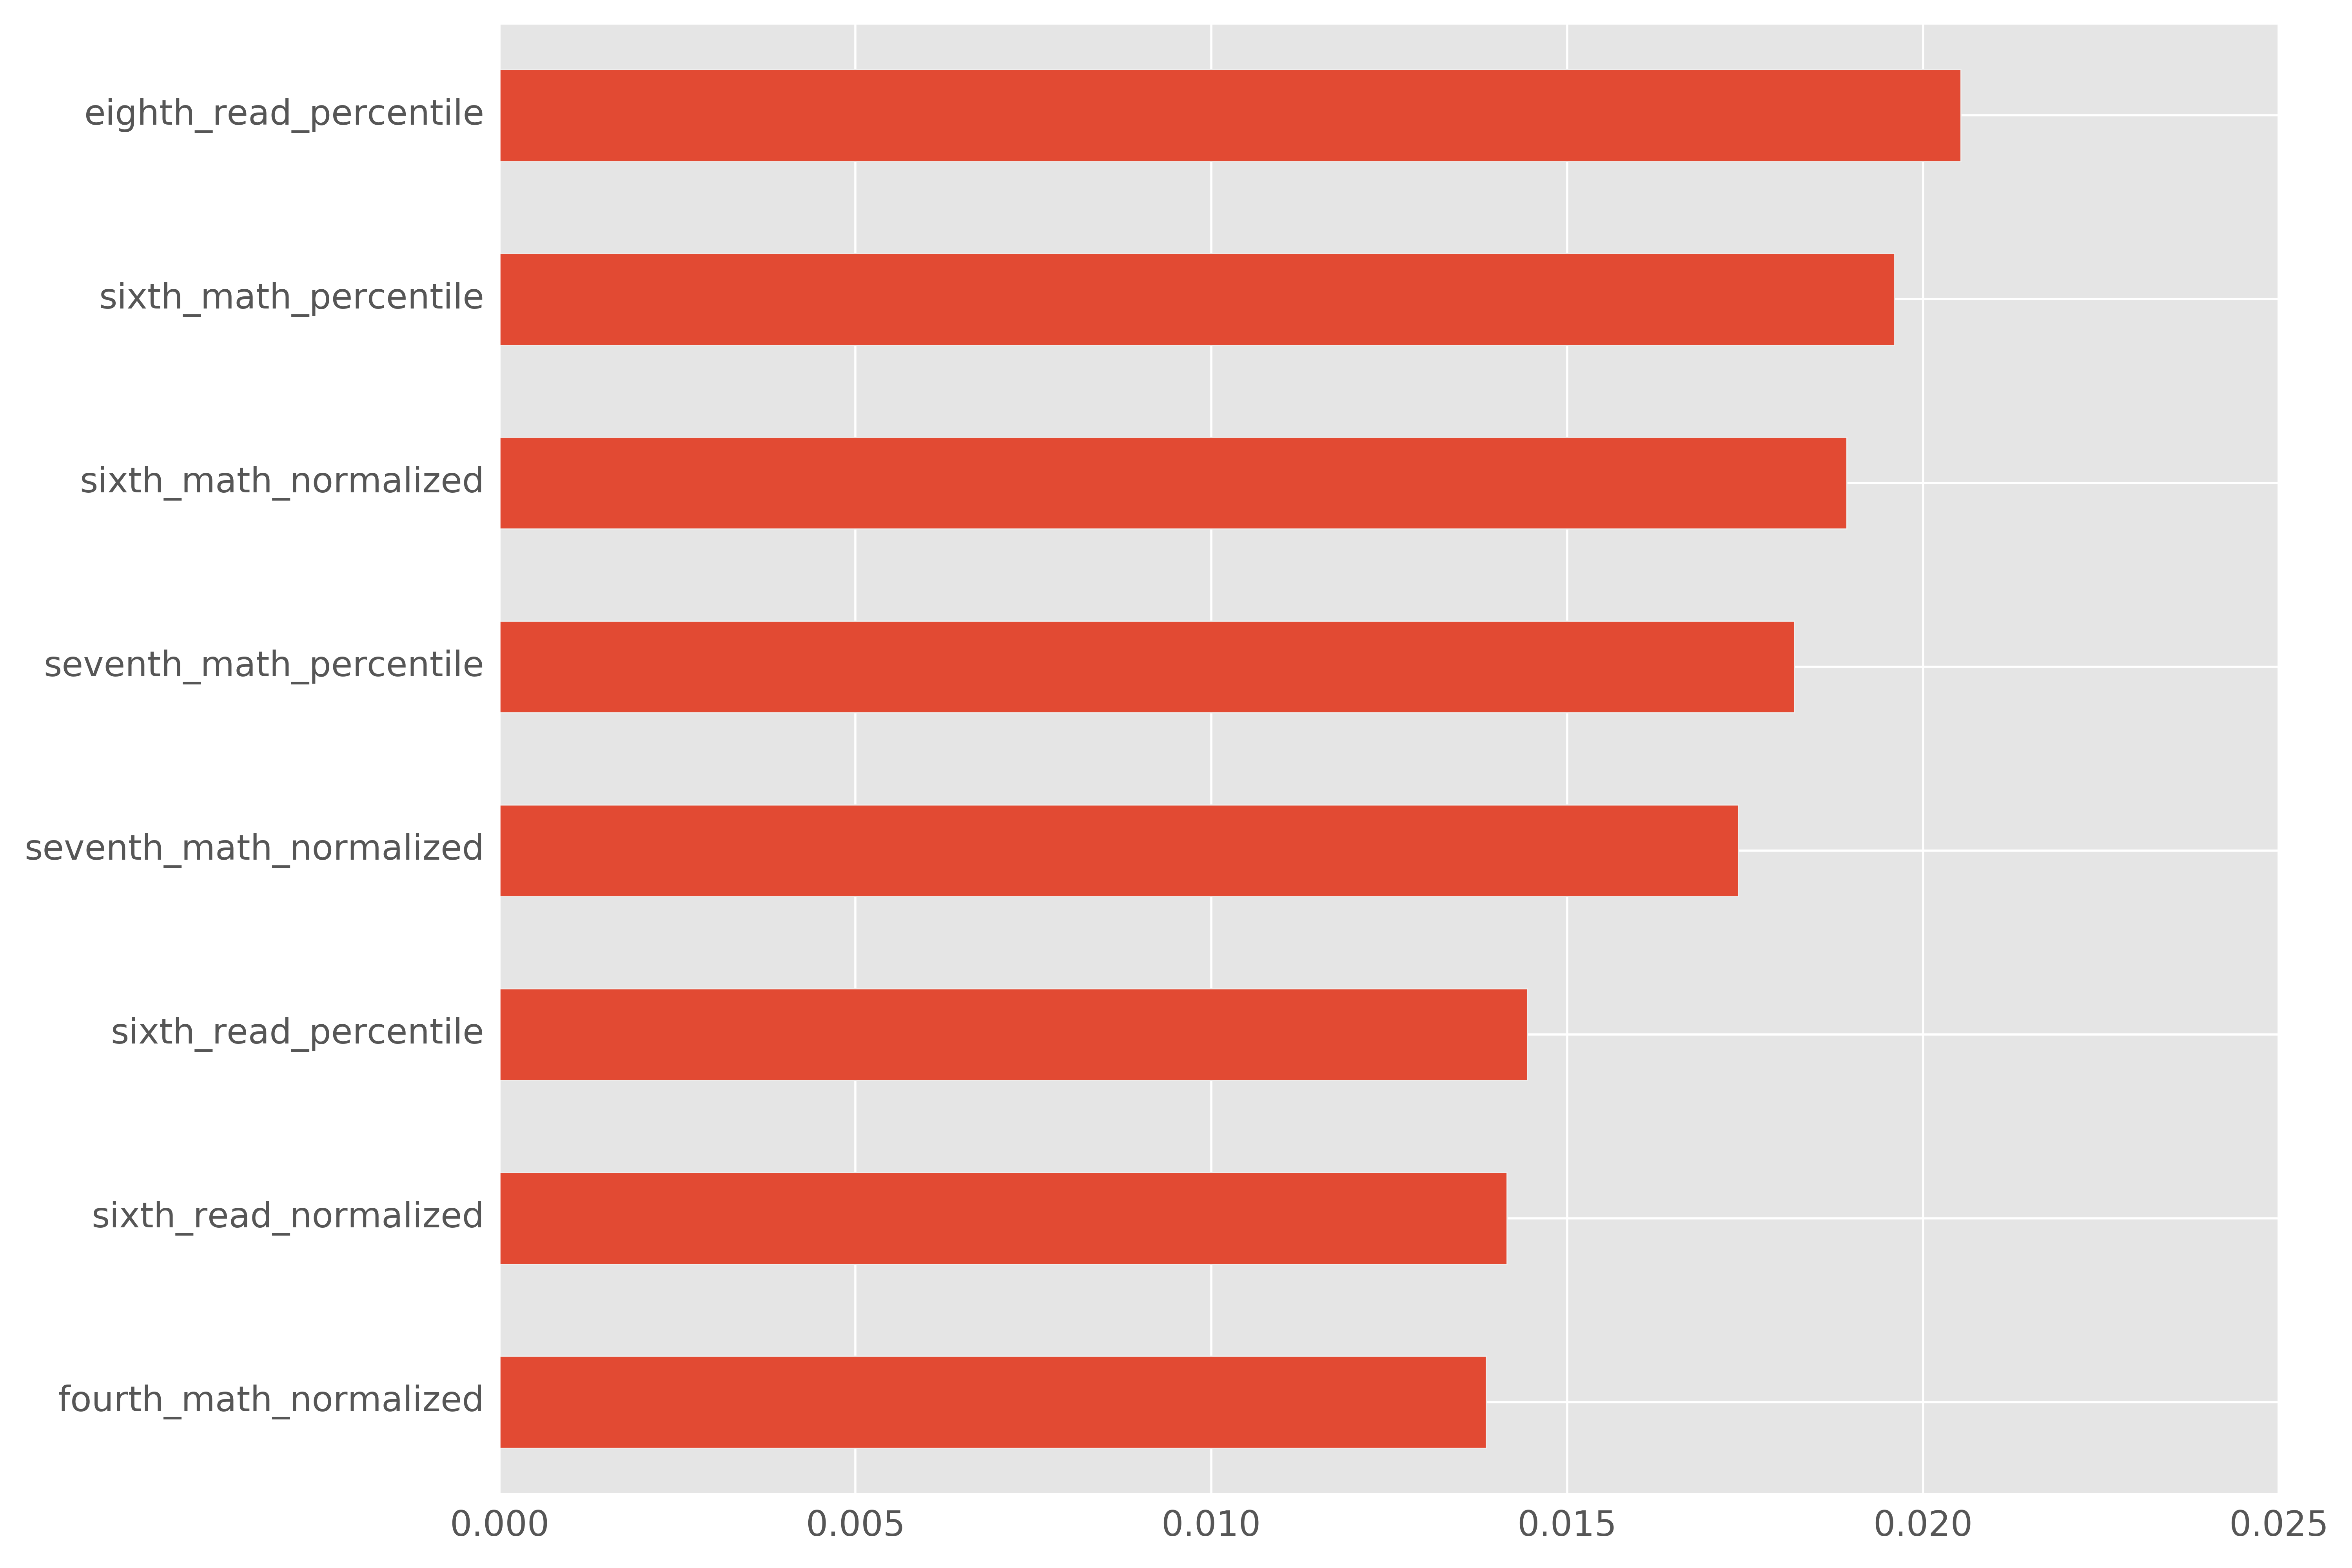 eighth_read_percentile
sixth_math_percentile
sixth_math_normalized
seventh_math_percentile
seventh_math_normalized
sixth_read_percentile
sixth_read_normalized
fourth_math_normalized
0.000 0.005 0.010 0.015 0.020 0.025